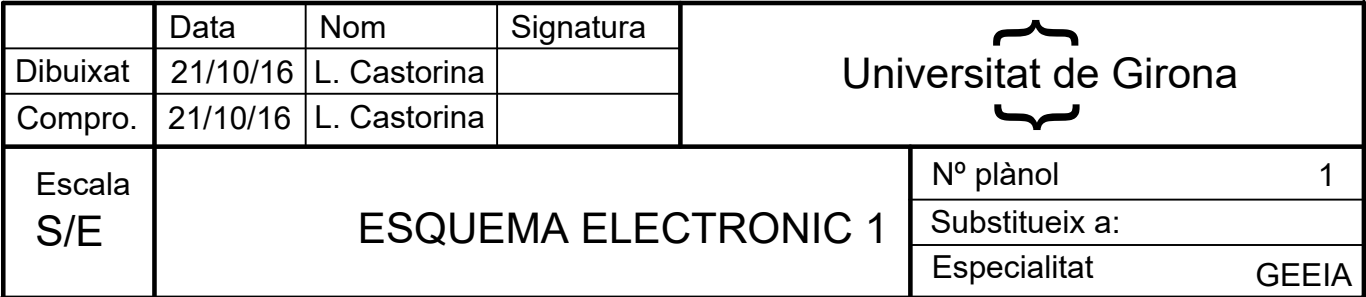 Data Nom Signatura
Dibuixat 21/10/16 L. Castorina
Compro. 21/10/16 L. Castorina
Universitat de Girona
Escala
S/E
ESQUEMA ELECTRONIC 1
Nº plànol 1
Substitueix a:
Especialitat GEEIA